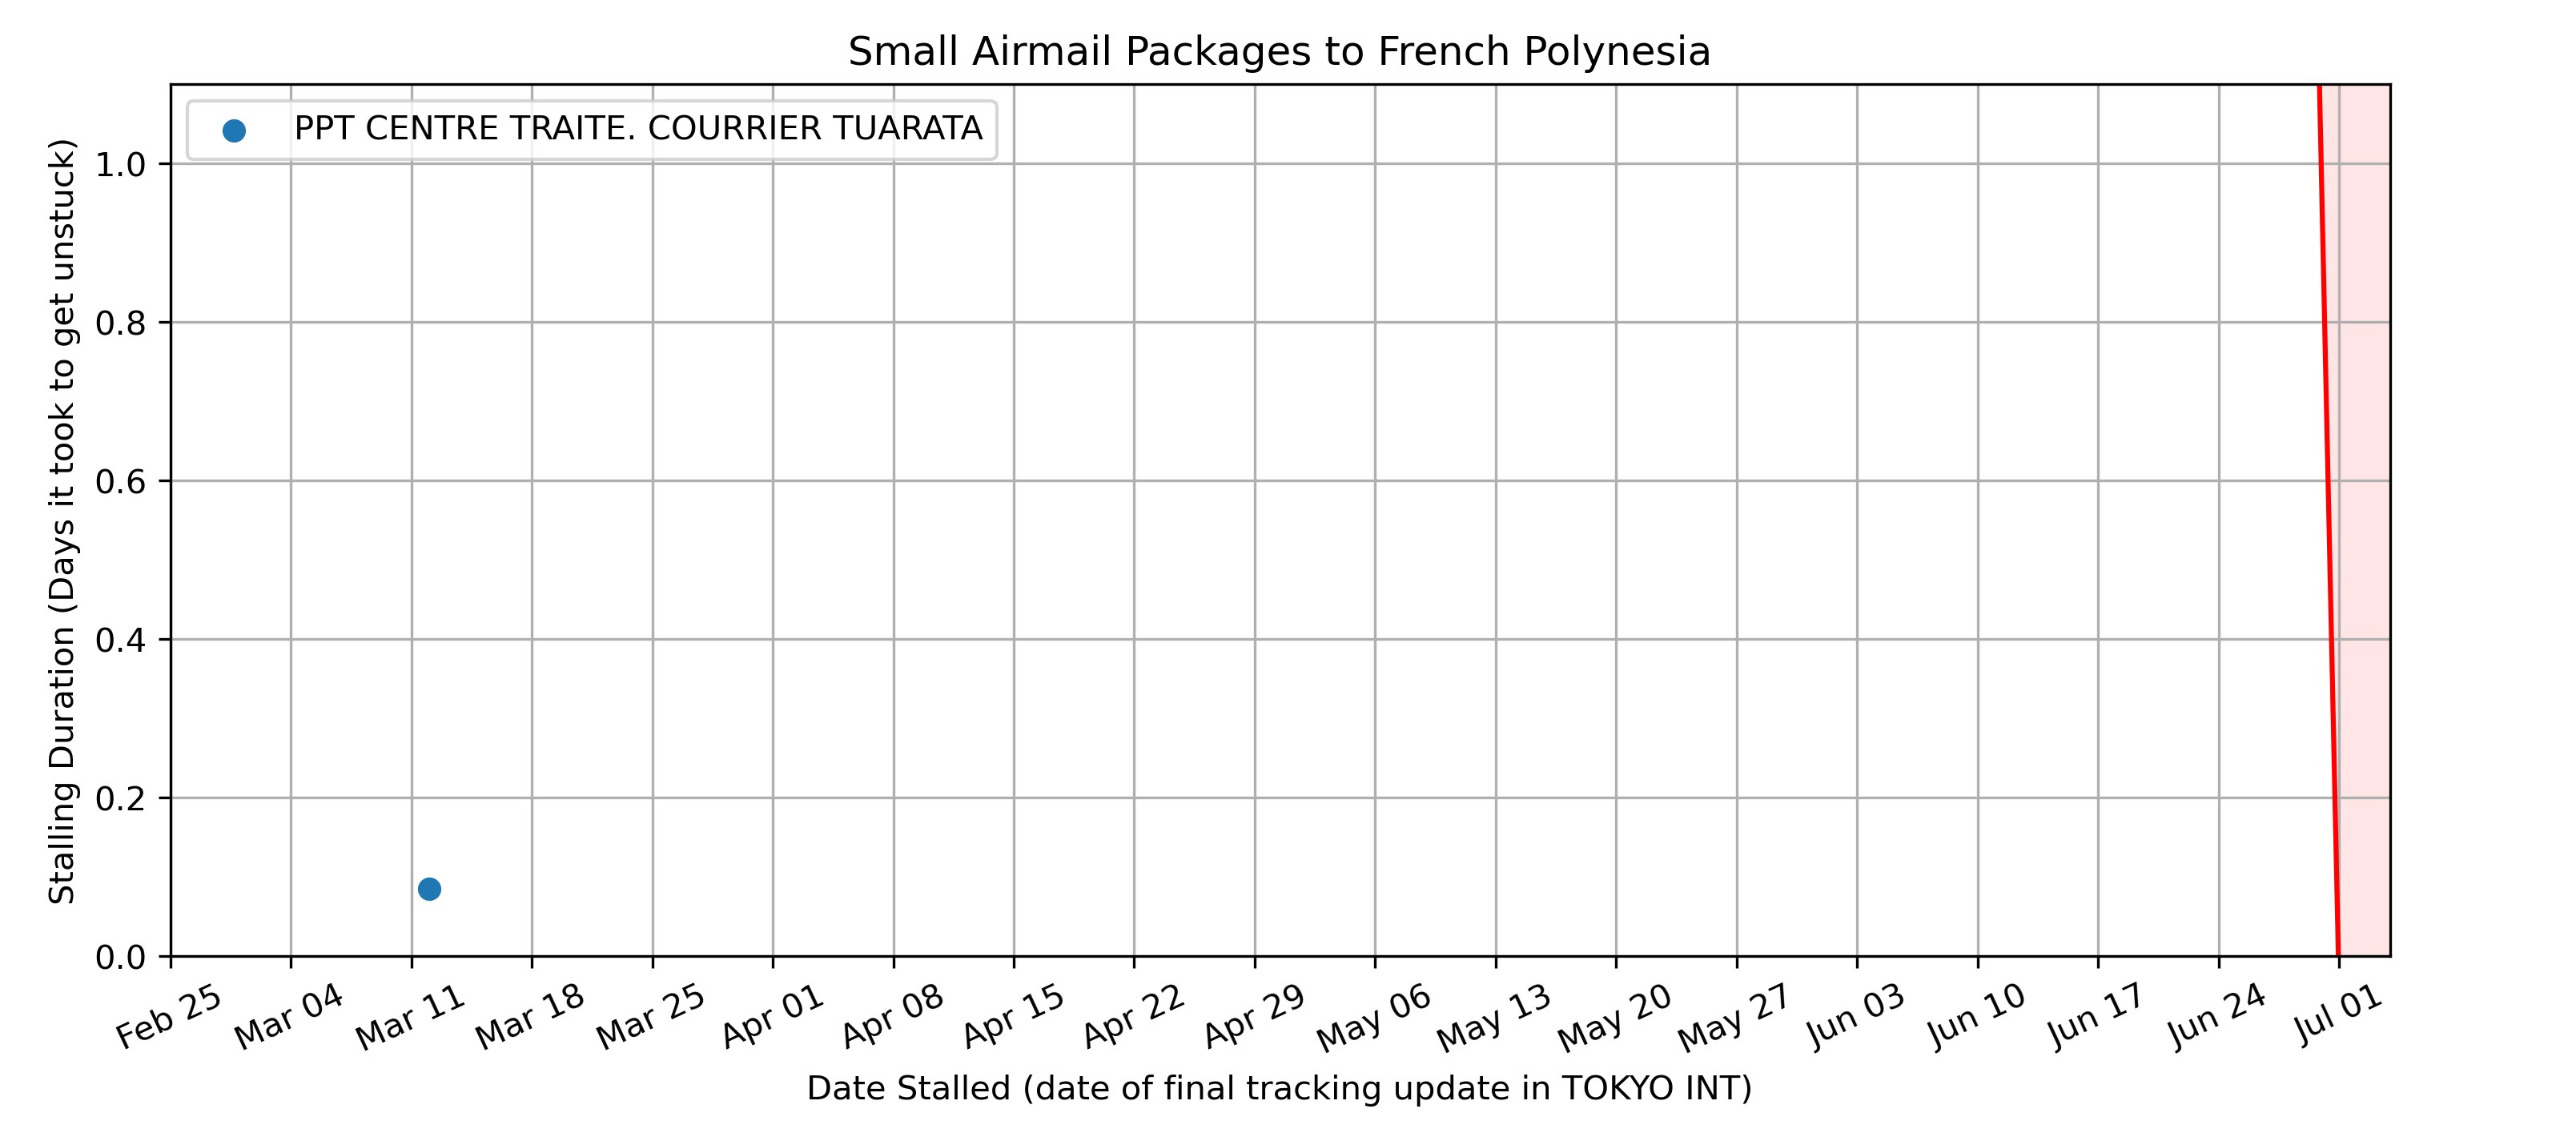 Small Airmail Packages to French Polynesia
PPT CENTRE TRAITE. COURRIER TUARATA
Stalling Duration (Days it took to get unstuck)
1.0
0.8
0.6
0.4
0.2
0.0
Feb 25 Mar 04 Mar 11 Mar 18 Mar 25 Apr 01 Apr 08 Apr 15 Apr 22 Apr 29 May 06 May 13 May 20 May 27 Jun 03 Jun 10 Jun 17 Jun 24 Jul 01
Date Stalled (date of final tracking update in TOKYO INT)